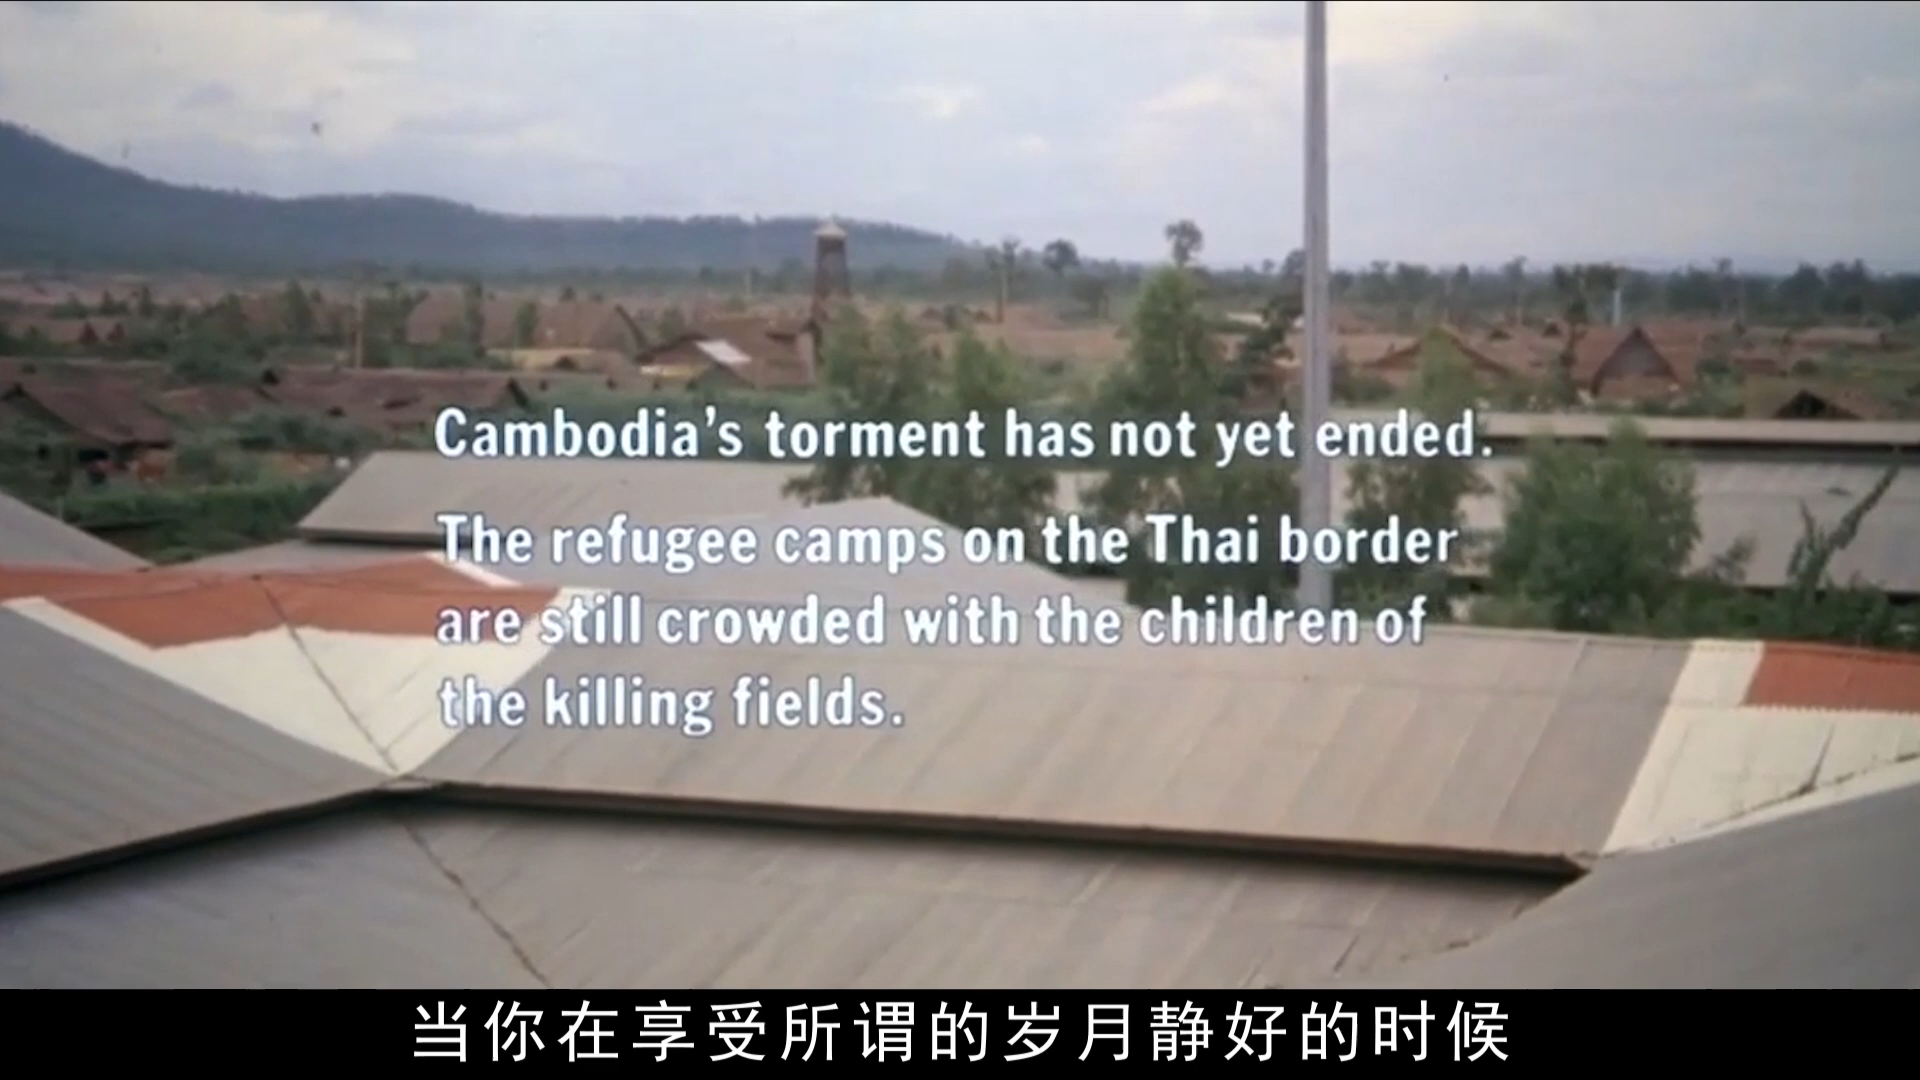 Cambodia's torment has not yet ended.
The refugee camps on the Thai border
are still crowded with the children of
the killing fields.
当你在享受所谓的岁月静好的时候